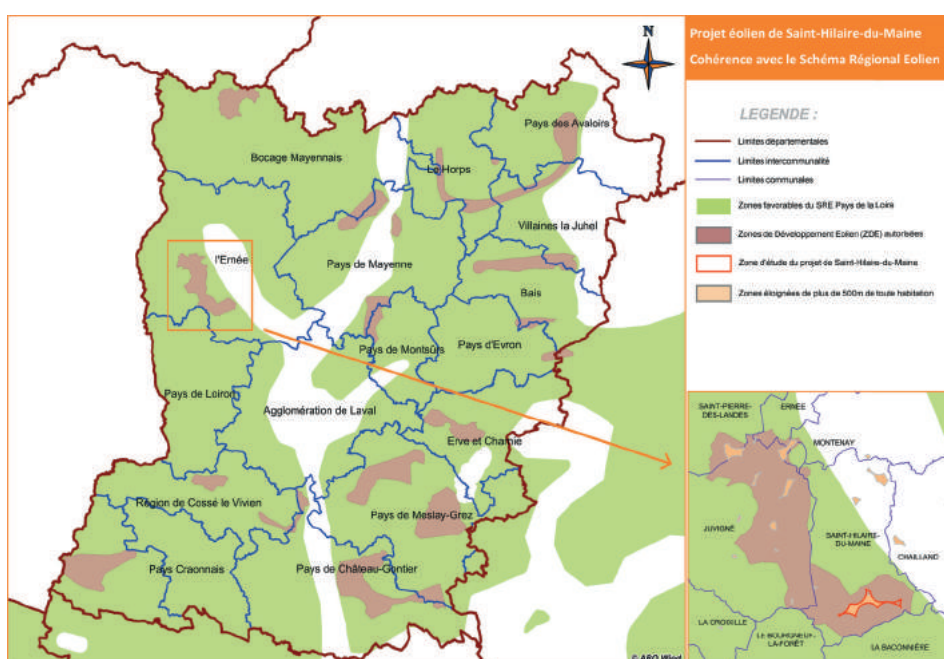 Projet éolien de Saint-Hilaire-du-Maine
Cohérence avec le Schéma Régional Eolien
N
LEGENDE :
Limites départementales
Limites intercommunalité
Limites communales
Zones favorables du SRE Pays de la Loire
Zones de Développement Eolien (ZDE) autorisées
Zone d'étude du projet de Saint-Hilaire-du-Maine
Zones éloignées de plus de 500m de toute habitation
Pays des Avaloirs
Bocage Mayennais
Le Horps
Villaines la Juhel
l'Ernée
Pays de Mayenne
Bais
Pays de Montsûrs
Pays d'Evron
Pays de Loiron
Agglomération de Laval
Erve et Charnie
Région de Cossé le Vivien
Pays de Meslay-Grez
Pays Craonnais
Pays de Château-Gontier
© ABO Wind
SAINT-PIERRE-
DES-LANDES
ERNÉE
MONTENAY
JUVIGNÉ
SAINT-HILAIRE-
DU-MAINE
CHAILLAND
LA CROIXILLE
LE BOURGNEUF-
LA-FORÊT
LA BACONNIÈRE